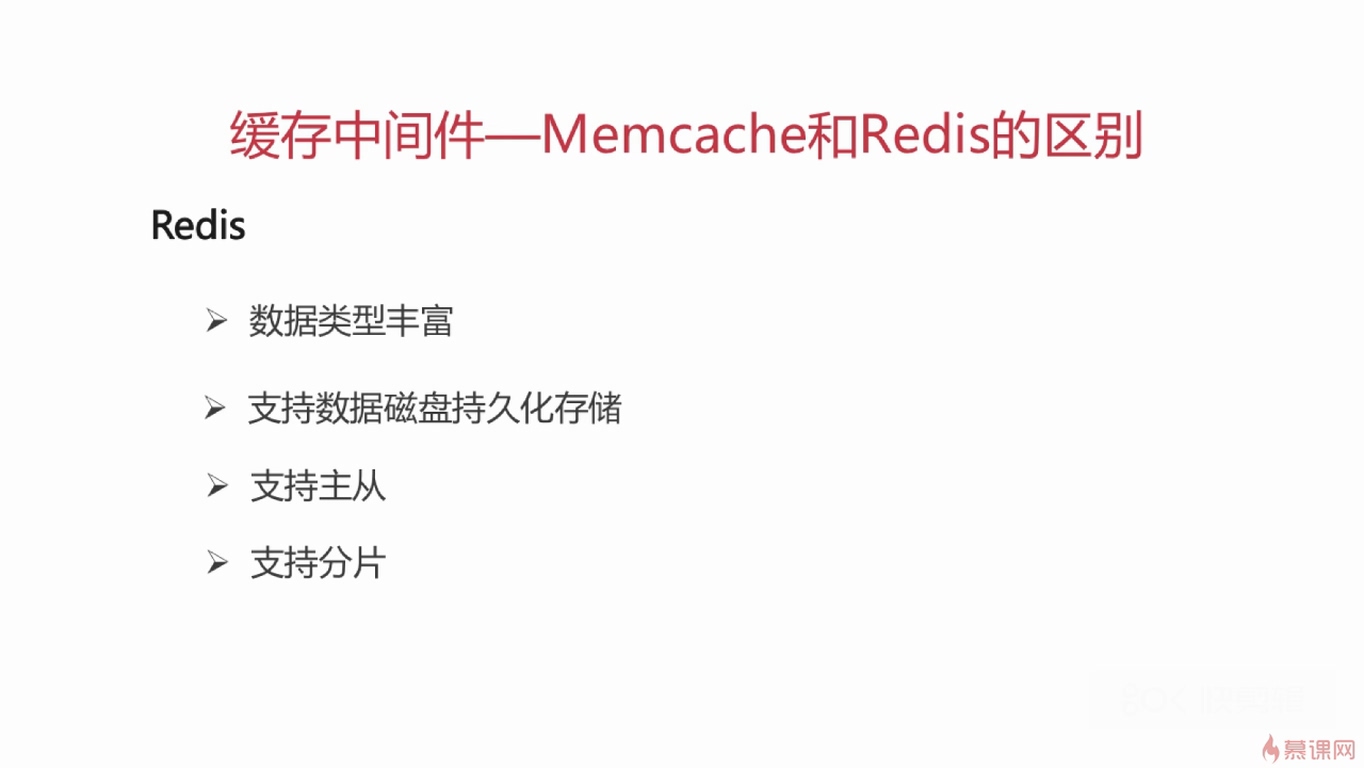 缓存中间件—Memcache和Redis的区别
Redis
数据类型丰富
支持数据磁盘持久化存储
支持主从
支持分片
慕课网